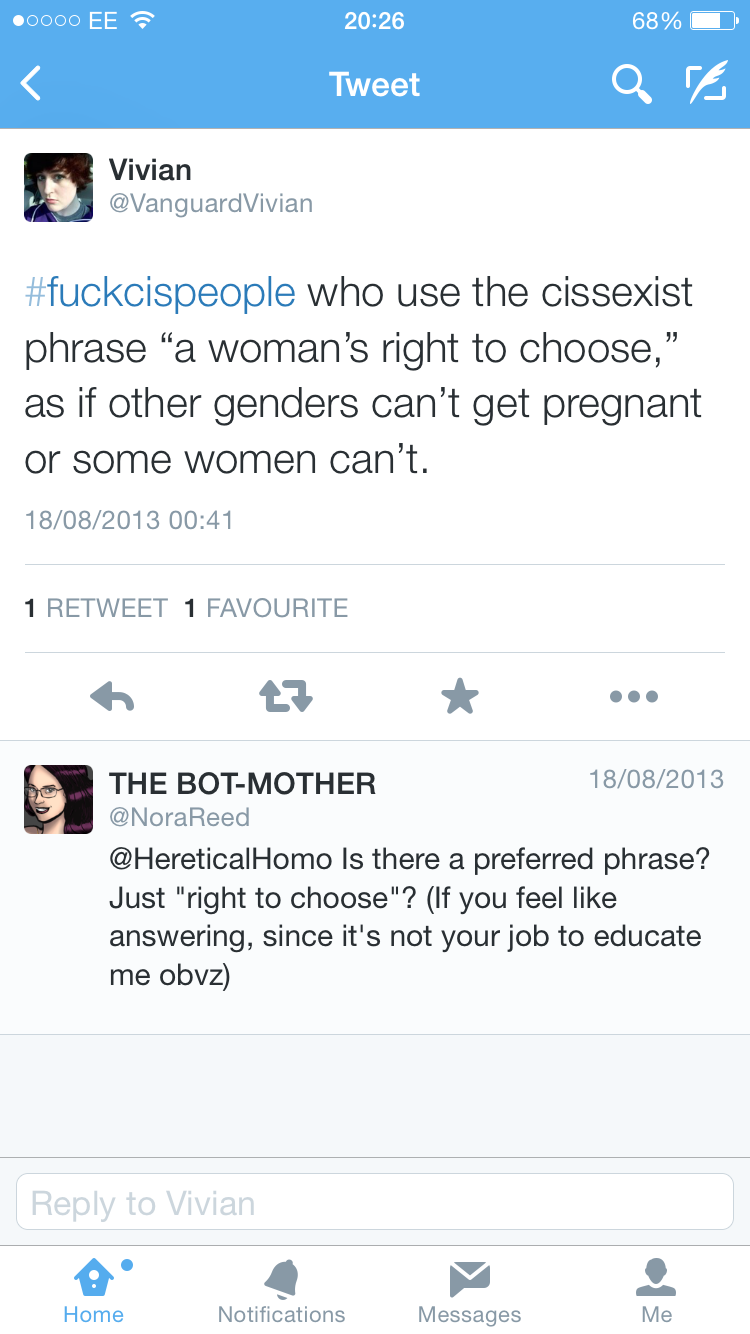 EE 20:26 68%
Tweet
Vivian
@VanguardVivian
#fuckcispeople who use the cissexist
phrase “a woman’s right to choose,”
as if other genders can’t get pregnant
or some women can’t.
18/08/2013 00:41
1 RETWEET 1 FAVOURITE
THE BOT-MOTHER 18/08/2013
@NoraReed
@HereticalHomo Is there a preferred phrase?
Just "right to choose"? (If you feel like
answering, since it's not your job to educate
me obvz)
Reply to Vivian
Home Notifications Messages Me